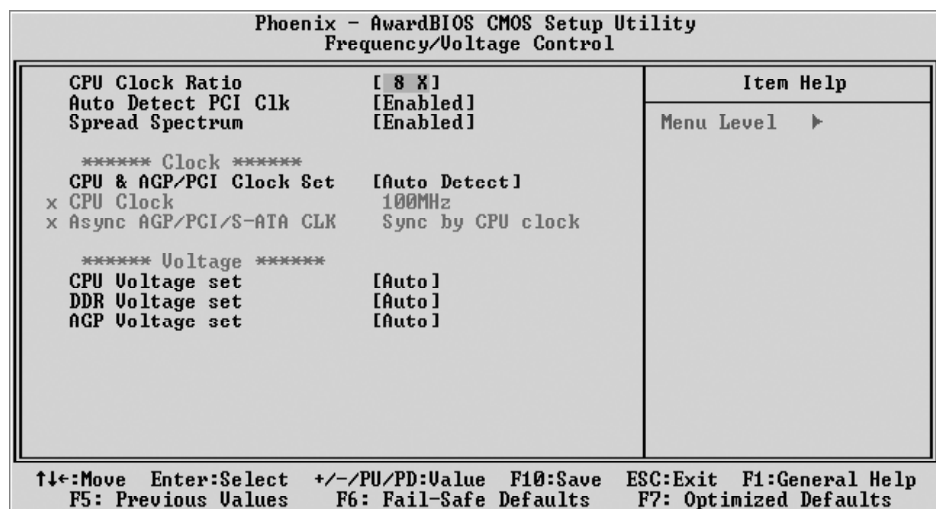 Phoenix - AwardBIOS CMOS Setup Utility
Frequency/Voltage Control
CPU Clock Ratio [ 8 X]
Auto Detect PCI Clk [Enabled]
Spread Spectrum [Enabled]
****** Clock ******
CPU & AGP/PCI Clock Set [Auto Detect]
x CPU Clock 100MHz
x Async AGP/PCI/S-ATA CLK Sync by CPU clock
****** Voltage ******
CPU Voltage set [Auto]
DDR Voltage set [Auto]
AGP Voltage set [Auto]
Item Help
Menu Level ▶
↑↓←:Move Enter:Select +/-/PU/PD:Value F10:Save ESC:Exit F1:General Help
F5: Previous Values F6: Fail-Safe Defaults F7: Optimized Defaults